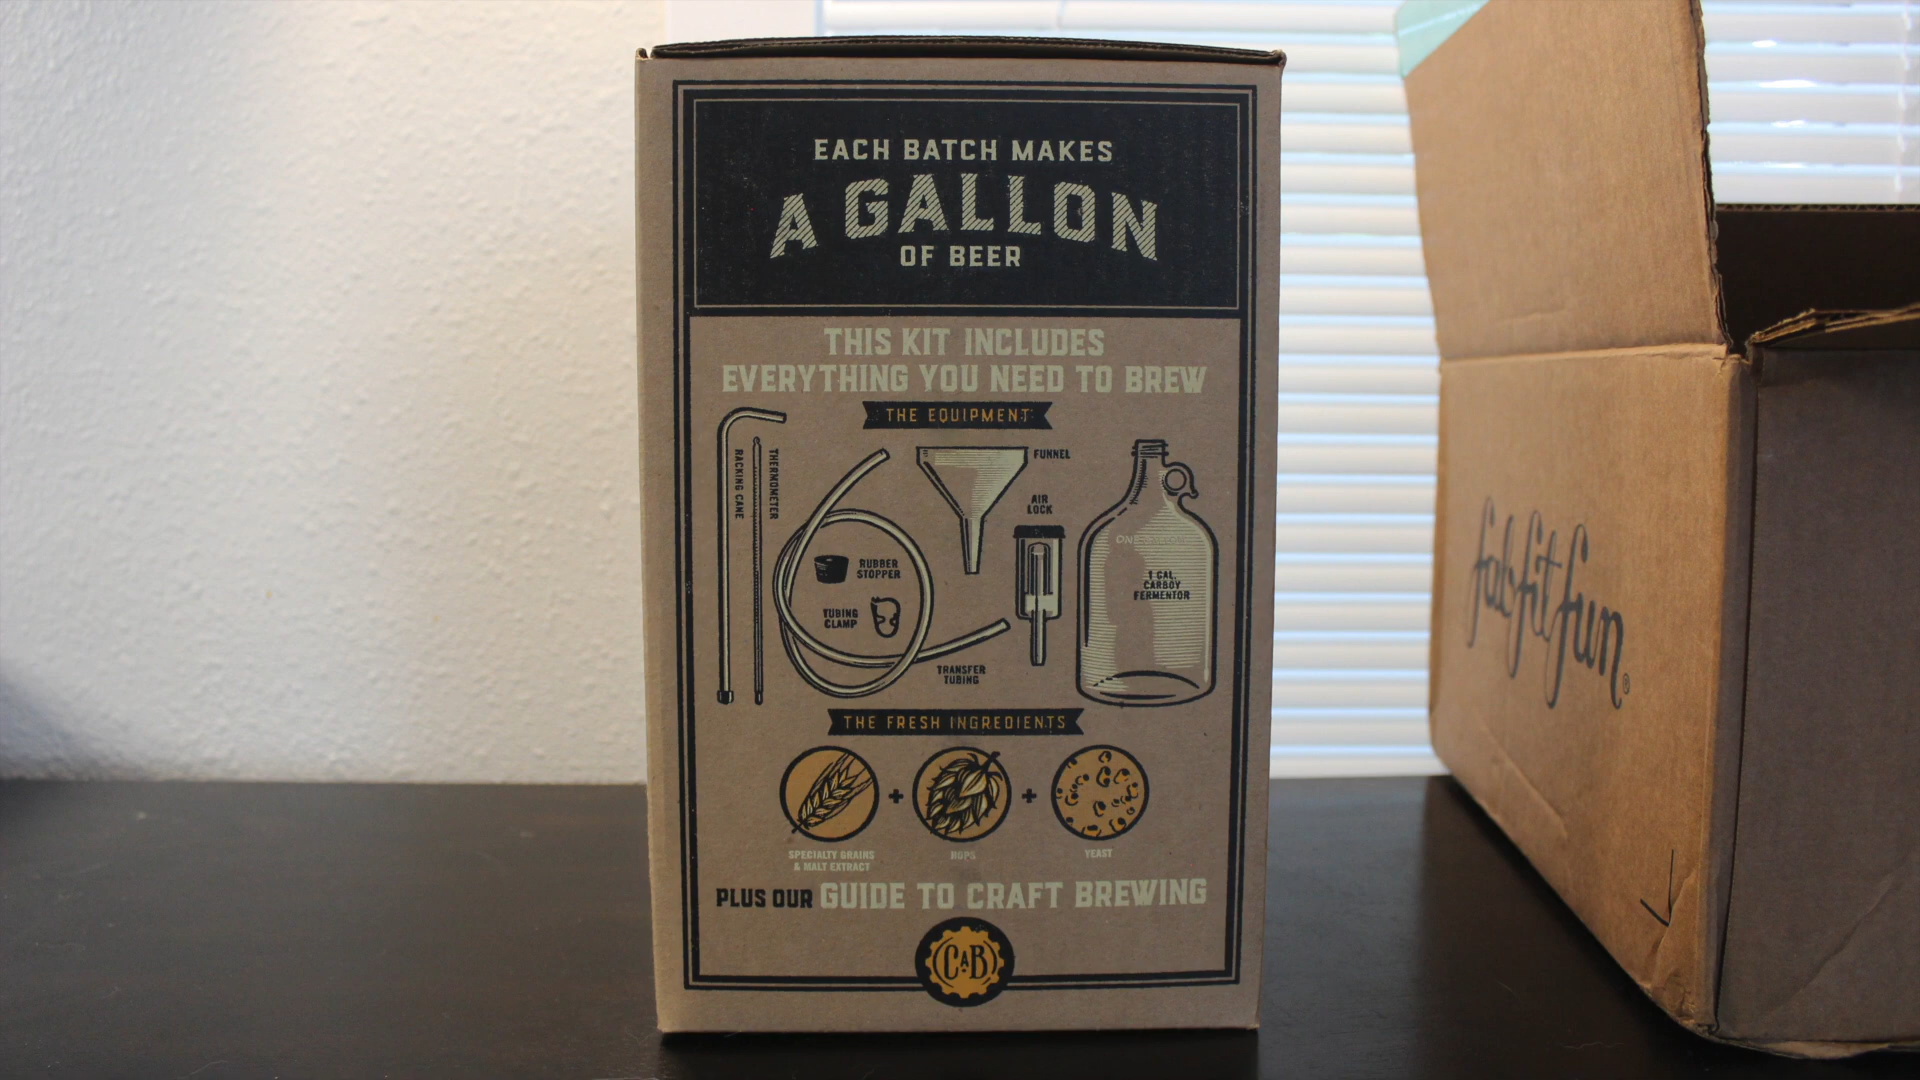 EACH BATCH MAKES
A GALLON
OF BEER
THIS KIT INCLUDES
EVERYTHING YOU NEED TO BREW
THE EQUIPMENT
RACKING CANE
THERMOMETER
FUNNEL
AIR
LOCK
RUBBER
STOPPER
TUBING
CLAMP
TRANSFER
TUBING
1 GAL.
CARBOY
FERMENTOR
THE FRESH INGREDIENTS
+
+
SPECIALTY GRAINS
& MALT EXTRACT
HOPS
YEAST
PLUS OUR GUIDE TO CRAFT BREWING
CaB
fabfitfun®